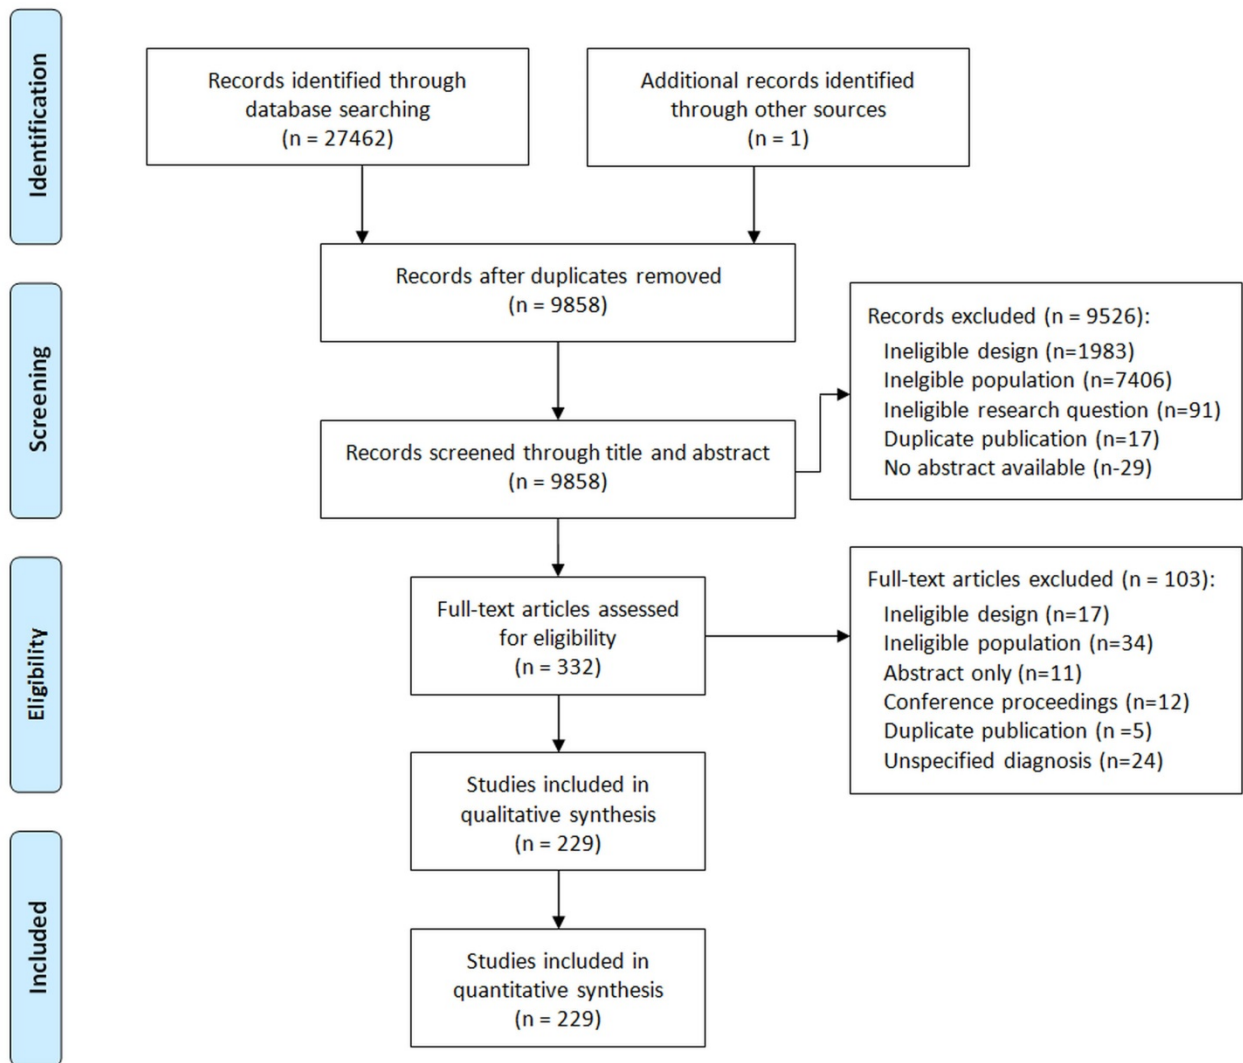 Identification
Records identified through
database searching
(n = 27462)
Additional records identified
through other sources
(n = 1)
Screening
Records after duplicates removed
(n = 9858)
Records screened through title and abstract
(n = 9858)
Records excluded (n = 9526):
Ineligible design (n=1983)
Inelgible population (n=7406)
Ineligible research question (n=91)
Duplicate publication (n=17)
No abstract available (n-29)
Eligibility
Full-text articles assessed
for eligibility
(n = 332)
Full-text articles excluded (n = 103):
Ineligible design (n=17)
Ineligible population (n=34)
Abstract only (n=11)
Conference proceedings (n=12)
Duplicate publication (n =5)
Unspecified diagnosis (n=24)
Studies included in
qualitative synthesis
(n = 229)
Included
Studies included in
quantitative synthesis
(n = 229)